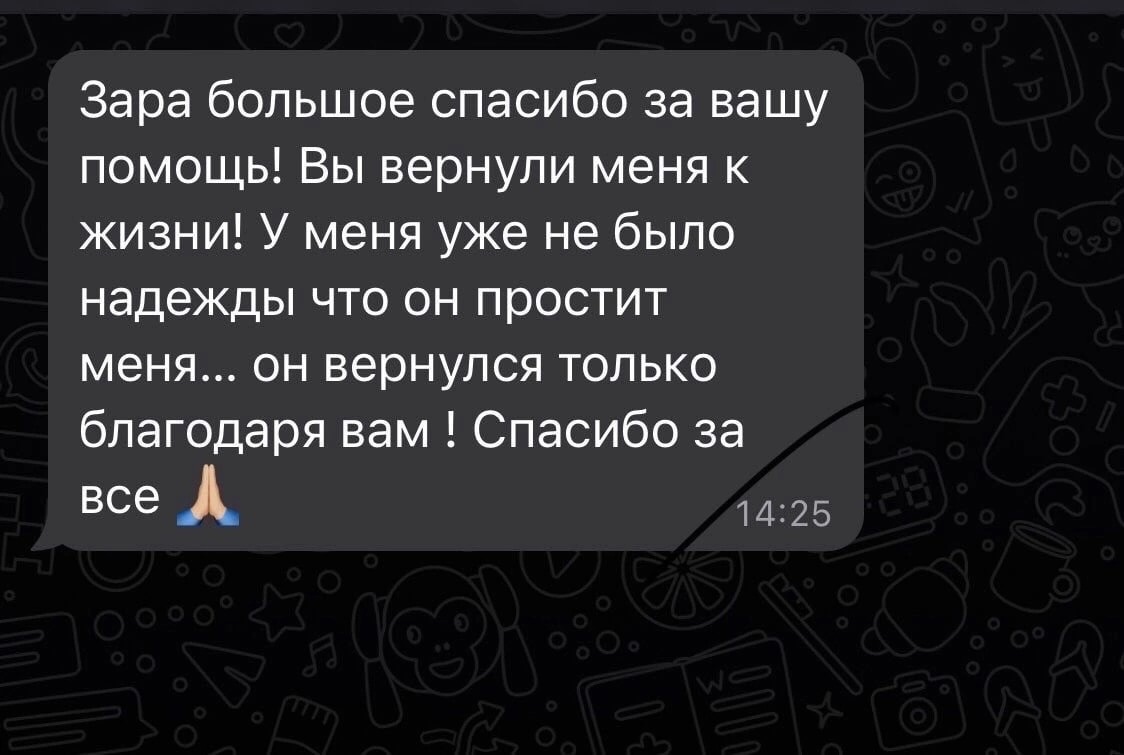 Зара большое спасибо за вашу
помощь! Вы вернули меня к
жизни! У меня уже не было
надежды что он простит
меня... он вернулся только
благодаря вам ! Спасибо за
все 🙏🏼
14:25